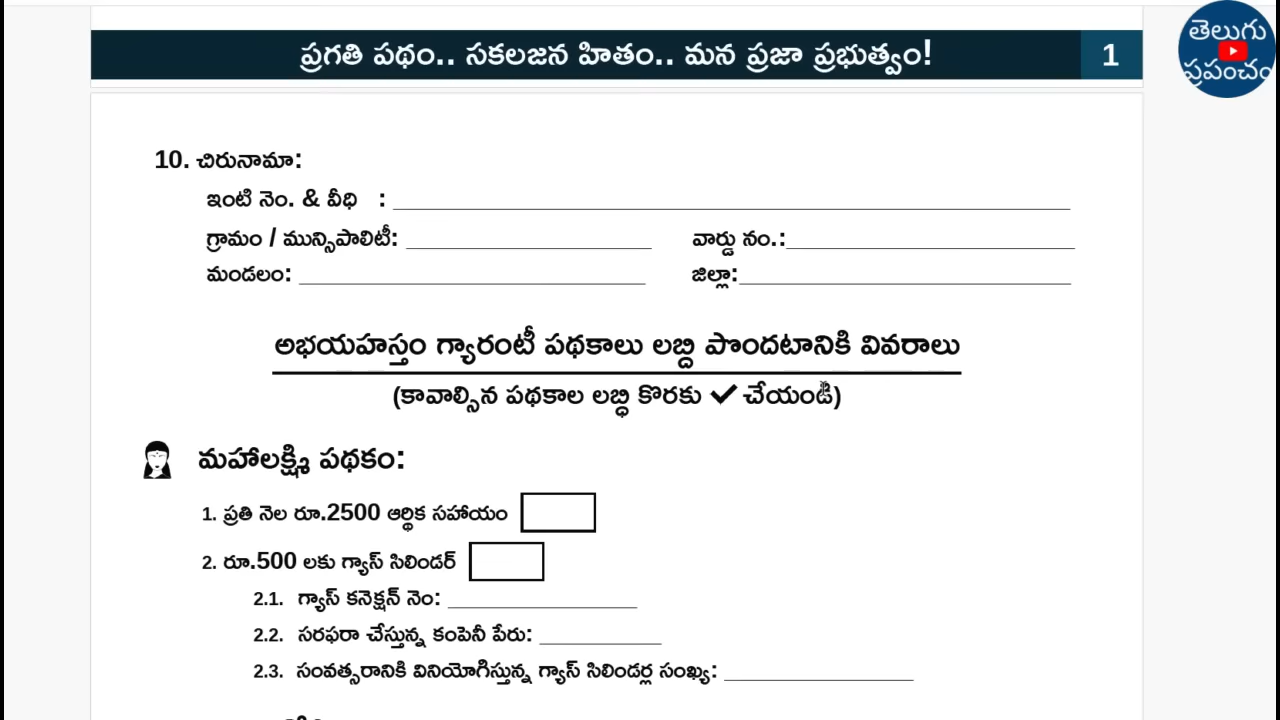 ప్రగతి పథం.. సకలజన హితం.. మన ప్రజా ప్రభుత్వం! 1
తెలుగు
ప్రపంచం
10. చిరునామా:
ఇంటి నెం. & వీధి :
గ్రామం / మున్సిపాలిటీ: వార్డు నం.:
మండలం: జిల్లా:
అభయహస్తం గ్యారంటీ పథకాలు లబ్ది పొందటానికి వివరాలు
(కావాల్సిన పథకాల లబ్ధి కొరకు ✓ చేయండి)
మహాలక్ష్మి పథకం:
1. ప్రతి నెల రూ.2500 ఆర్థిక సహాయం
2. రూ.500 లకు గ్యాస్ సిలిండర్
2.1. గ్యాస్ కనెక్షన్ నెం:
2.2. సరఫరా చేస్తున్న కంపెనీ పేరు:
2.3. సంవత్సరానికి వినియోగిస్తున్న గ్యాస్ సిలిండర్ల సంఖ్య: